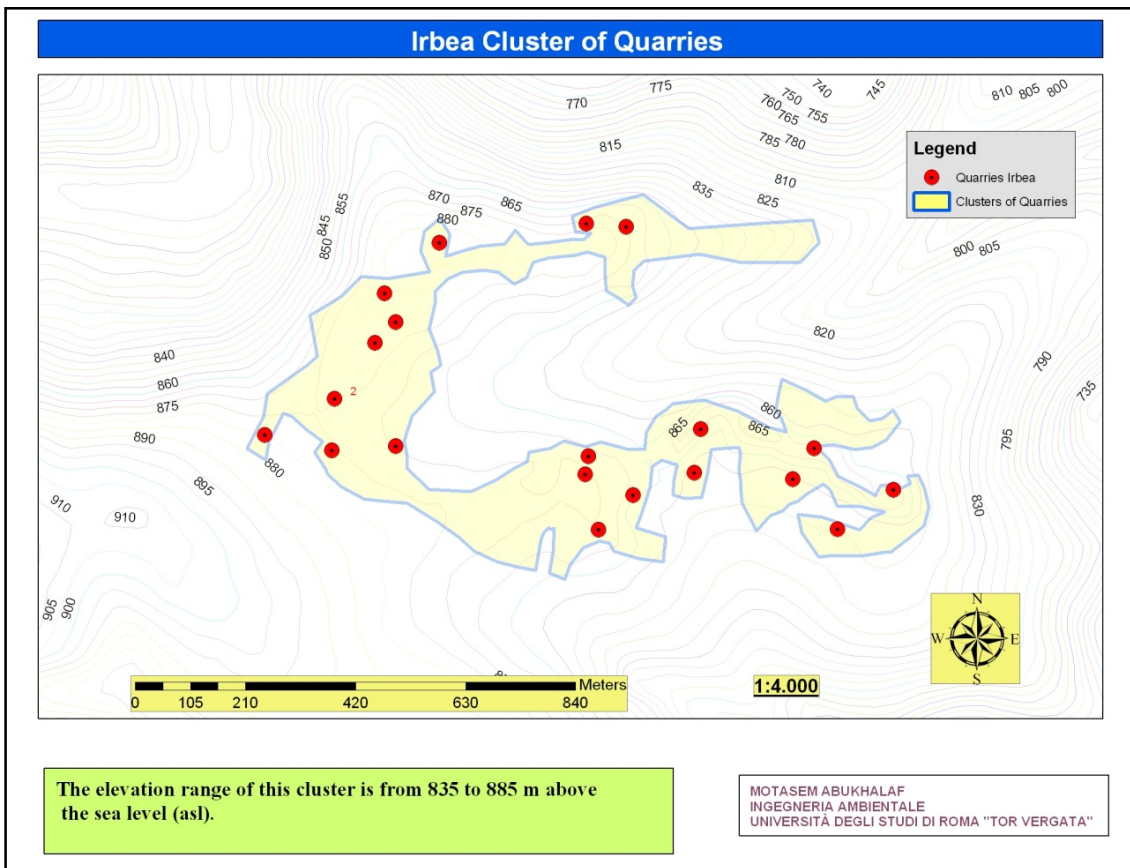 Irbea Cluster of Quarries
740
745
775
750
770
760
755
765
810 805 800
785 780
815
Legend
Quarries Irbea
Clusters of Quarries
810
835
825
870
865
875
880
855
845
850
800 805
820
840
860
875
790
735
2
860
865
865
890
880
795
895
910
910
830
905
900
N
W E
S
Meters
0 105 210 420 630 840
1:4.000
The elevation range of this cluster is from 835 to 885 m above
the sea level (asl).
MOTASEM ABUKHALAF
INGEGNERIA AMBIENTALE
UNIVERSITÀ DEGLI STUDI DI ROMA "TOR VERGATA"